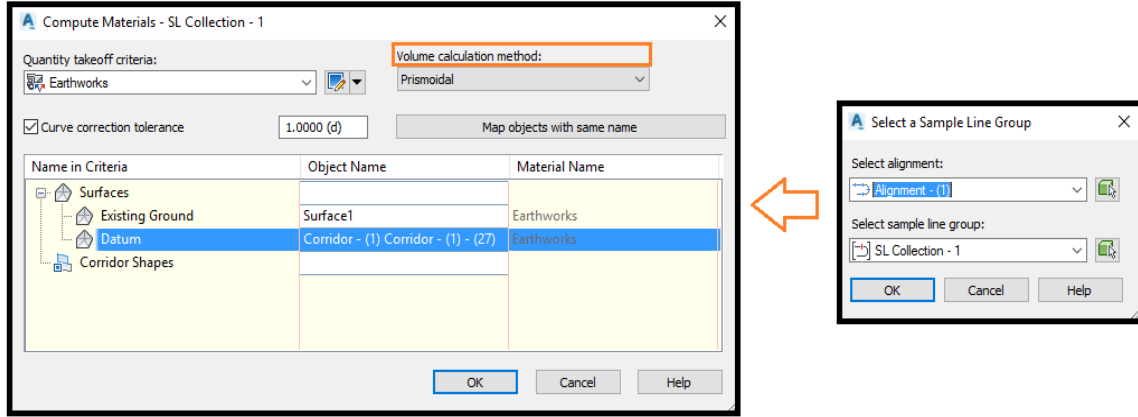 Compute Materials - SL Collection - 1
Quantity takeoff criteria:
Volume calculation method:
Earthworks
Prismoidal
Curve correction tolerance
1.0000 (d)
Map objects with same name
Name in Criteria
Object Name
Material Name
Surfaces
Existing Ground
Surface1
Earthworks
Datum
Corridor - (1) Corridor - (1) - (27)
Earthworks
Corridor Shapes
OK
Cancel
Help
Select a Sample Line Group
Select alignment:
Alignment - (1)
Select sample line group:
SL Collection - 1
OK
Cancel
Help